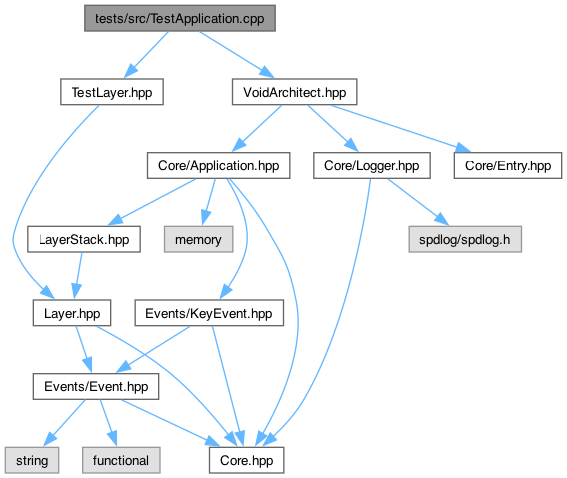 tests/src/TestApplication.cpp
TestLayer.hpp
VoidArchitect.hpp
Core/Application.hpp
Core/Logger.hpp
Core/Entry.hpp
LayerStack.hpp
memory
spdlog/spdlog.h
Layer.hpp
Events/KeyEvent.hpp
Events/Event.hpp
string
functional
Core.hpp